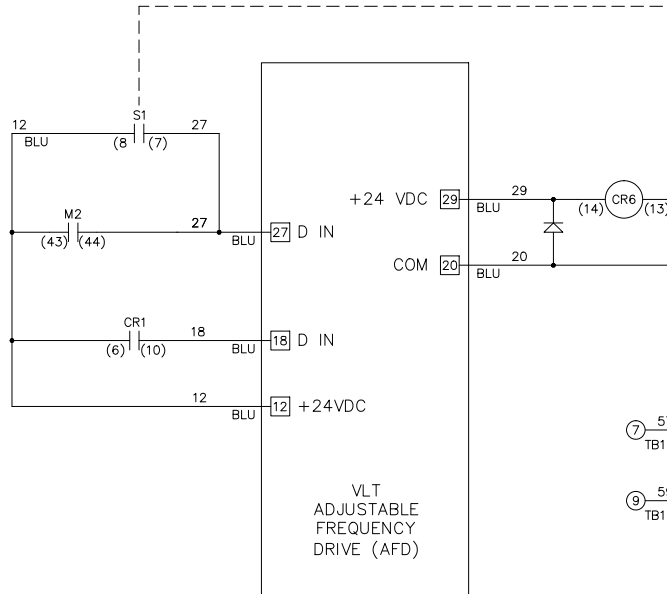 S1
12
27
BLU
(8
(7)
+24 VDC
29
29
BLU
CR6
(14)
(13)
M2
27
(43)
(44)
BLU
27
D IN
COM
20
20
BLU
CR1
18
(6)
(10)
BLU
18
D IN
12
BLU
12
+24VDC
7
TB1
9
TB1
VLT
ADJUSTABLE
FREQUENCY
DRIVE (AFD)